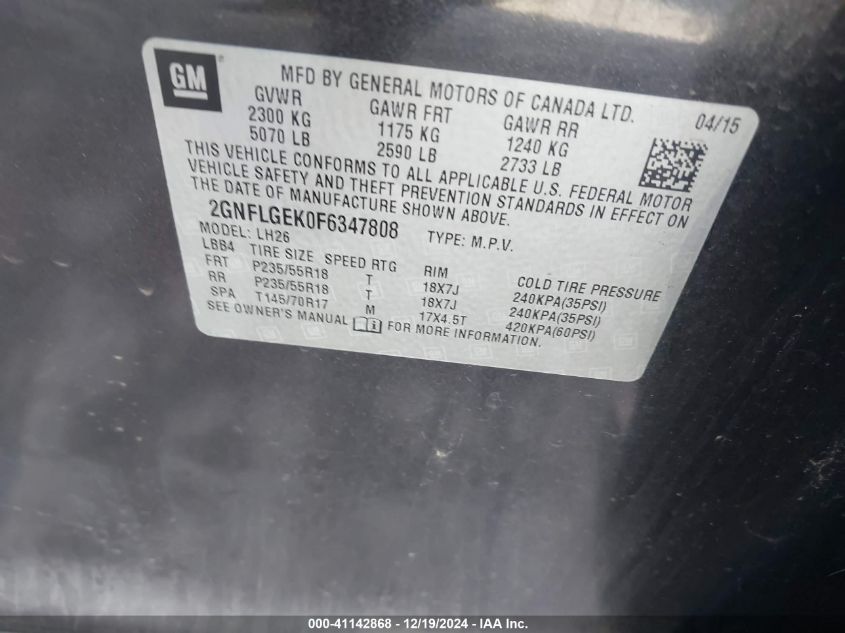 GM
MFD BY GENERAL MOTORS OF CANADA LTD. 04/15
GVWR GAWR FRT GAWR RR
2300 KG 1175 KG 1240 KG
5070 LB 2590 LB 2733 LB
THIS VEHICLE CONFORMS TO ALL APPLICABLE U.S. FEDERAL MOTOR
VEHICLE SAFETY AND THEFT PREVENTION STANDARDS IN EFFECT ON
THE DATE OF MANUFACTURE SHOWN ABOVE.
2GNFLGEK0F6347808 TYPE: M.P.V.
MODEL: LH26
LBB4 TIRE SIZE SPEED RTG RIM COLD TIRE PRESSURE
FRT P235/55R18 T 18X7J 240KPA(35PSI)
RR P235/55R18 T 18X7J 240KPA(35PSI)
SPA T145/70R17 M 17X4.5T 420KPA(60PSI)
SEE OWNER'S MANUAL FOR MORE INFORMATION.
000-41142868 - 12/19/2024 - IAA Inc.